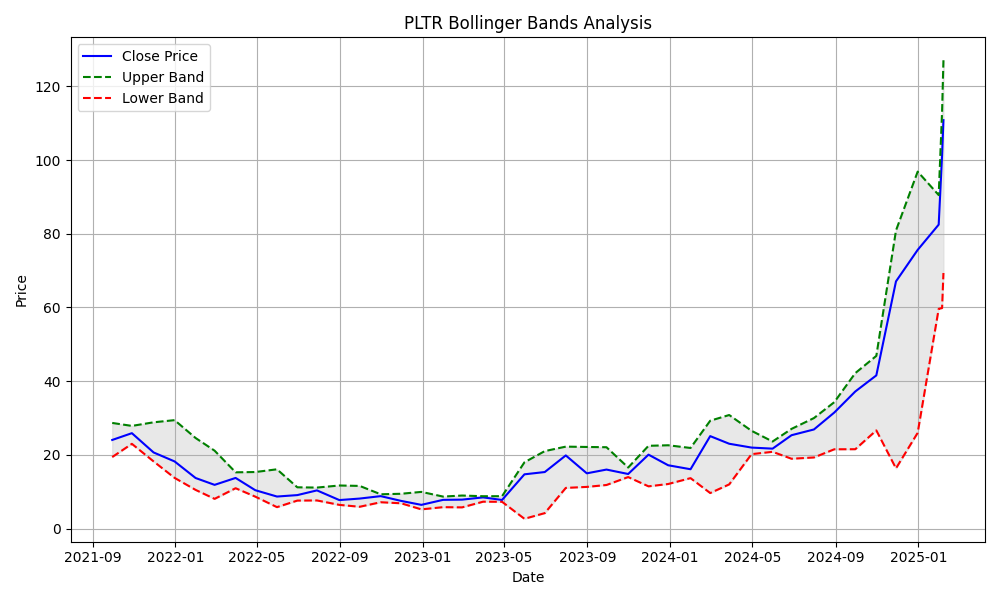 PLTR Bollinger Bands Analysis
Close Price
Upper Band
Lower Band
Price
120
100
80
60
40
20
0
2021-09 2022-01 2022-05 2022-09 2023-01 2023-05 2023-09 2024-01 2024-05 2024-09 2025-01
Date